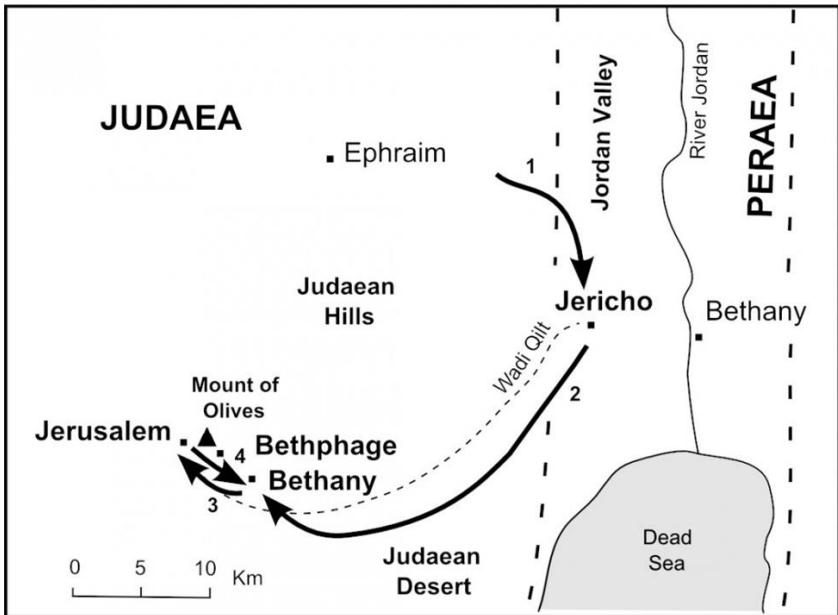 JUDAEA
Ephraim
1
Jordan Valley
River Jordan
PERAEA
Judaean
Hills
Jericho
Bethany
Wadi Qilt
2
Mount of
Olives
Jerusalem
4
Bethphage
Bethany
3
Judaean
Desert
Dead
Sea
0 5 10 Km